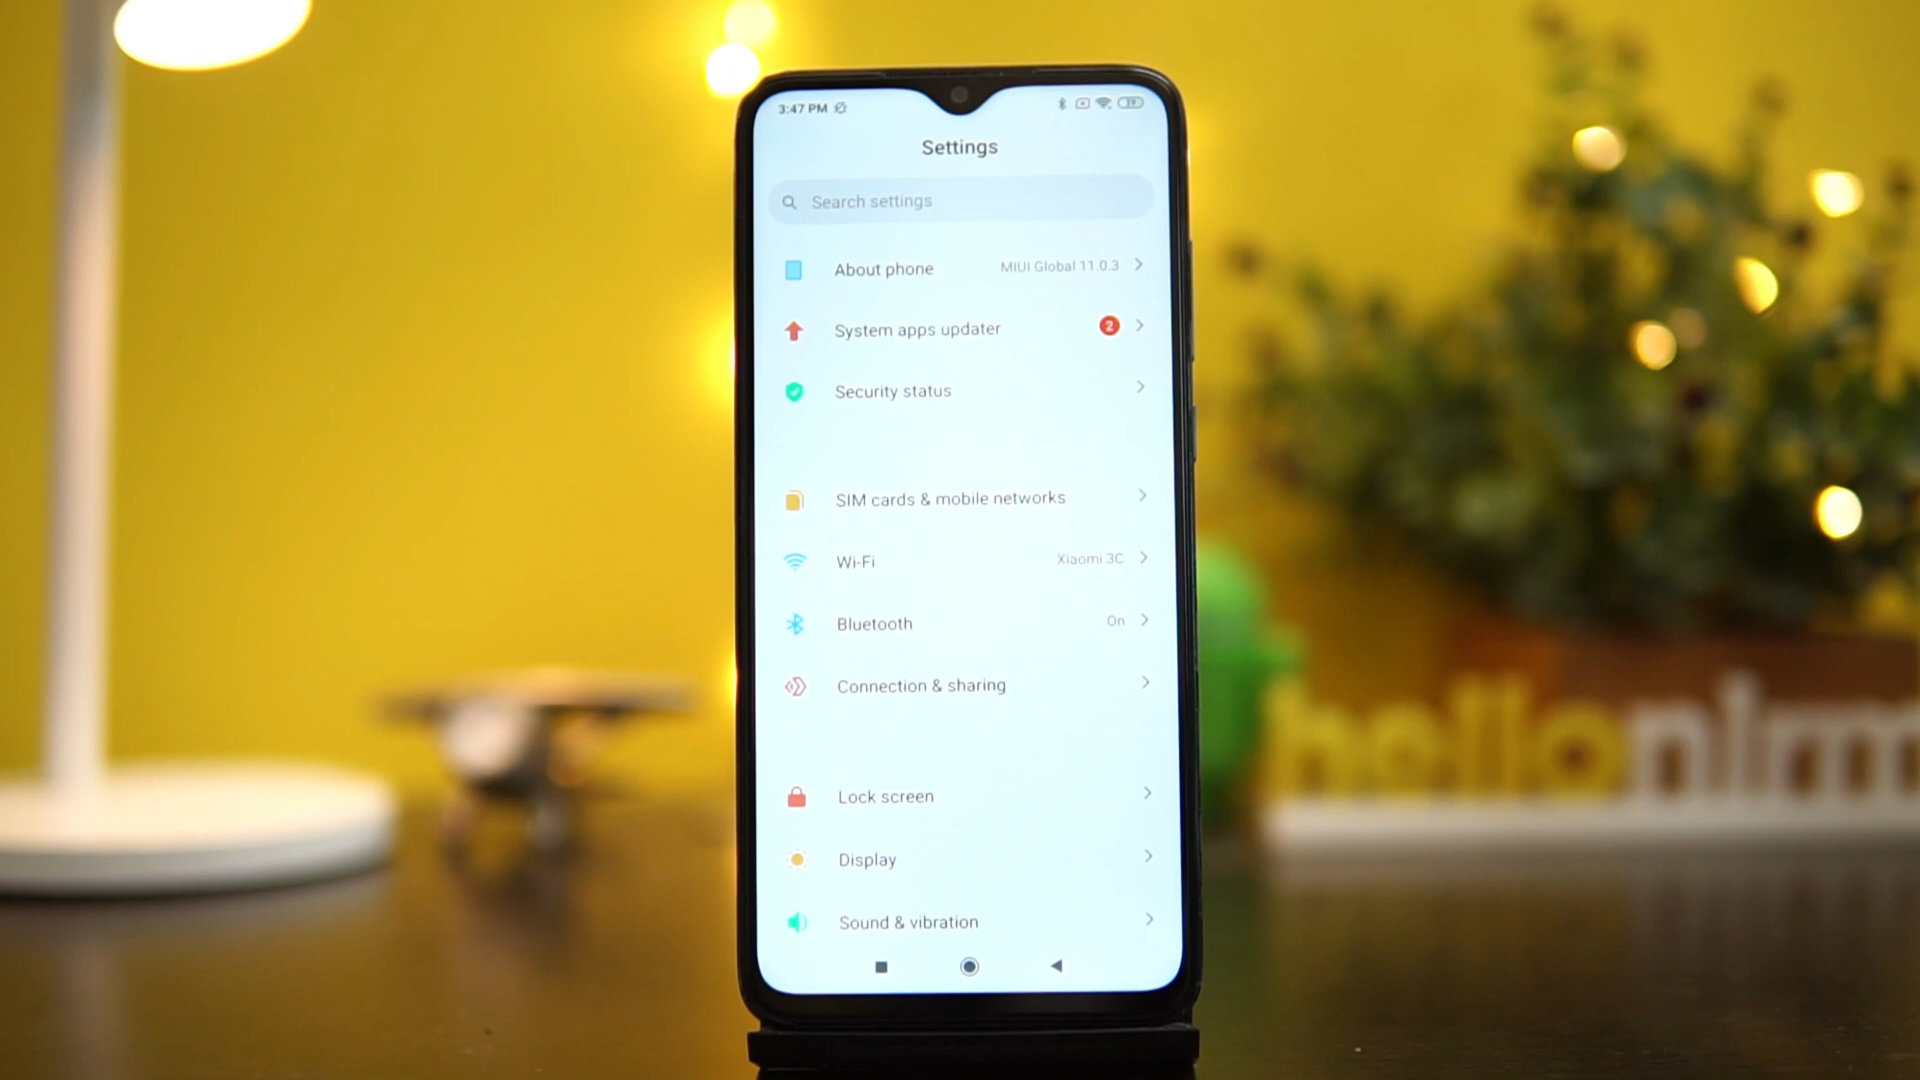 3:47 PM
Settings
Search settings
About phone MIUI Global 11.0.3
System apps updater 2
Security status
SIM cards & mobile networks
Wi-Fi Xiaomi 3C
Bluetooth On
Connection & sharing
Lock screen
Display
Sound & vibration
hellonirm